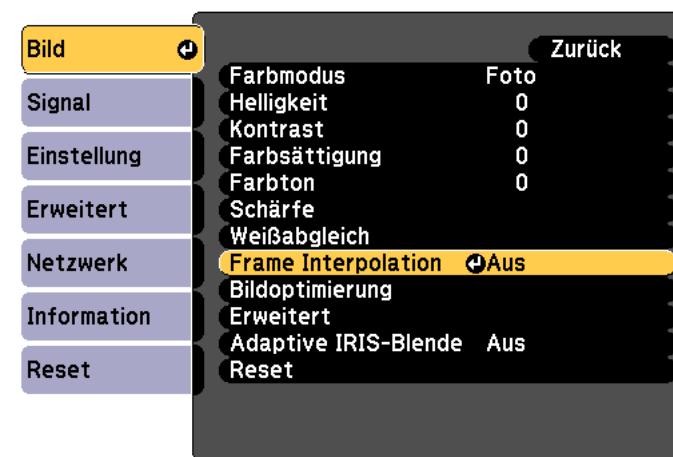 Bild
Signal
Einstellung
Erweitert
Netzwerk
Information
Reset
Zurück
Farbmodus Foto
Helligkeit 0
Kontrast 0
Farbsättigung 0
Farbton 0
Schärfe
Weißabgleich
Frame Interpolation Aus
Bildoptimierung
Erweitert
Adaptive IRIS-Blende Aus
Reset